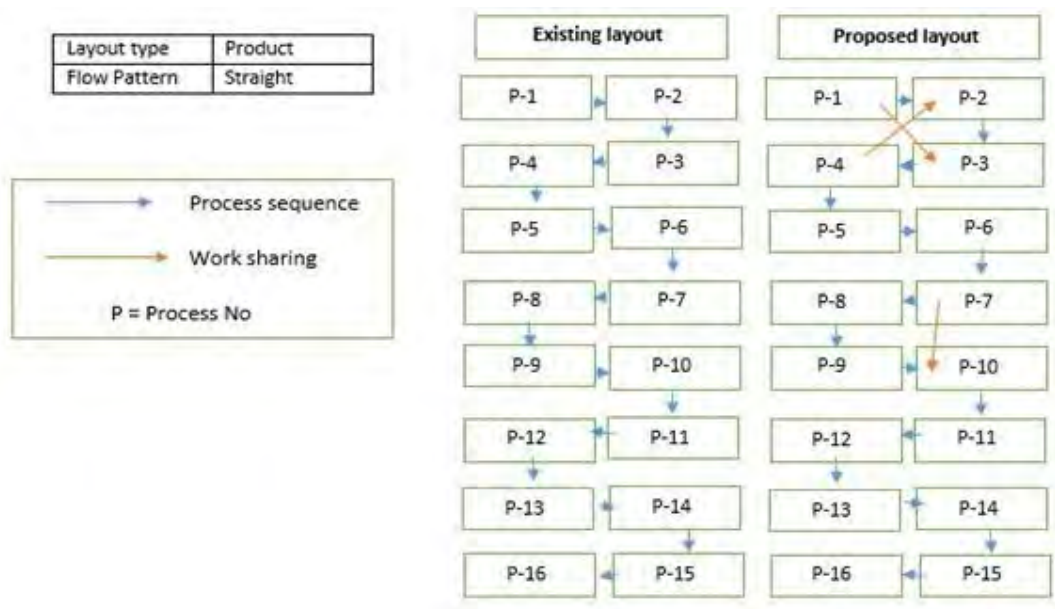 Layout type Product
Flow Pattern Straight
Process sequence
Work sharing
P = Process No
Existing layout
P-1 P-2
P-4 P-3
P-5 P-6
P-8 P-7
P-9 P-10
P-12 P-11
P-13 P-14
P-16 P-15
Proposed layout
P-1 P-2
P-4 P-3
P-5 P-6
P-8 P-7
P-9 P-10
P-12 P-11
P-13 P-14
P-16 P-15